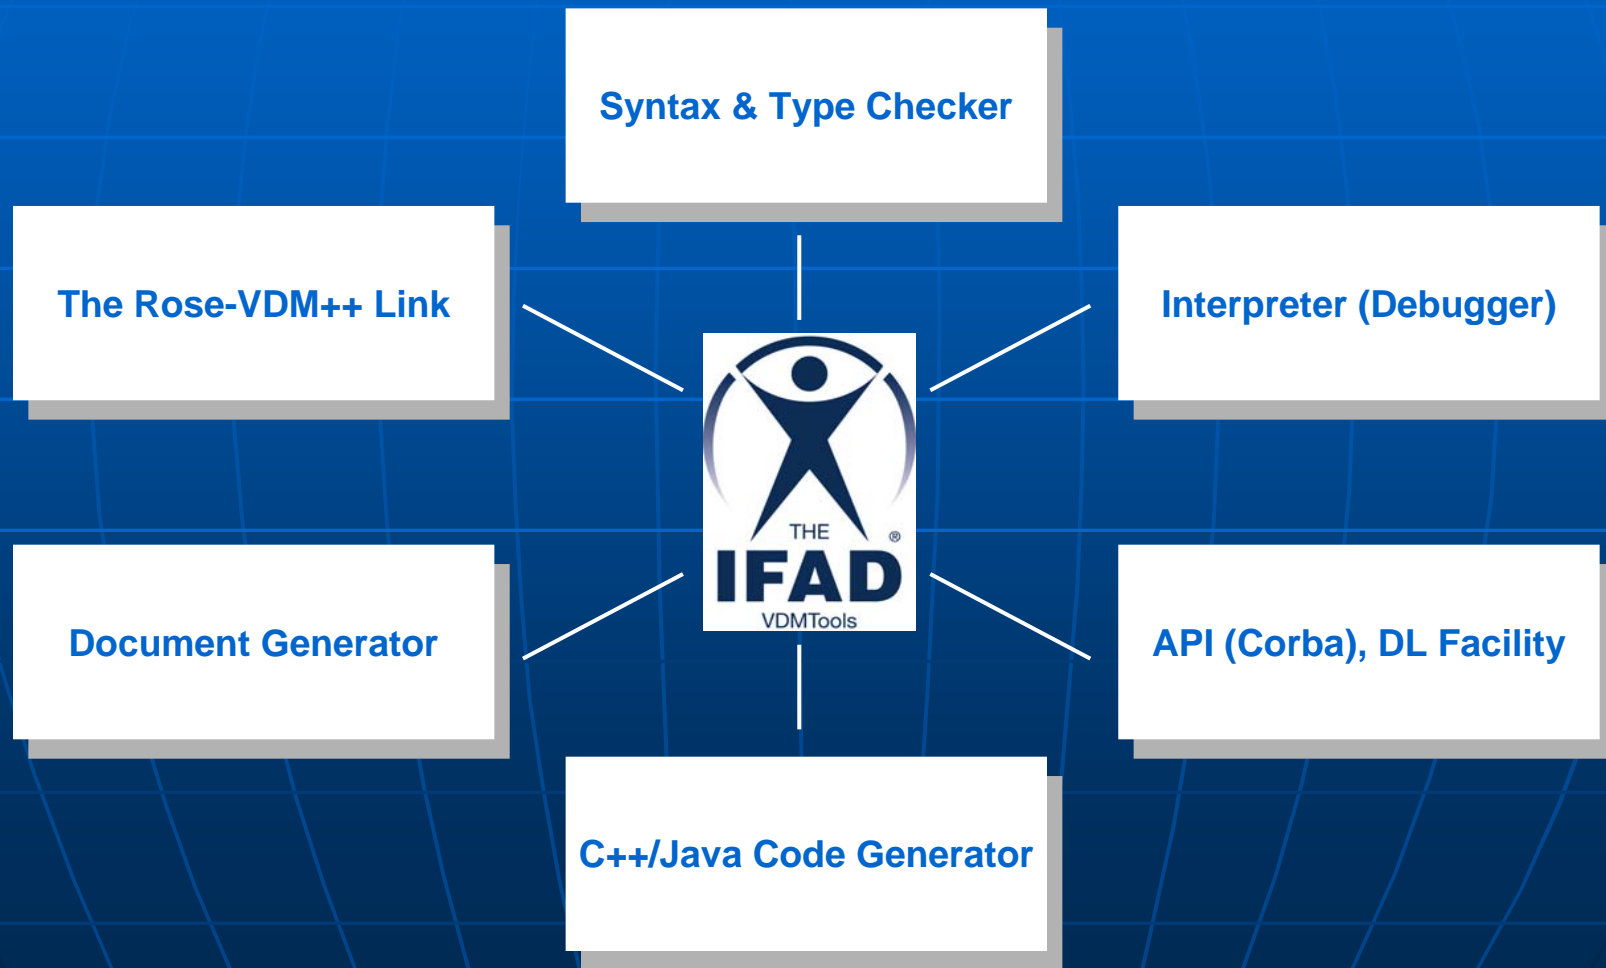 Syntax & Type Checker
The Rose-VDM++ Link
Interpreter (Debugger)
THE
®
IFAD
VDMTools
Document Generator
API (Corba), DL Facility
C++/Java Code Generator